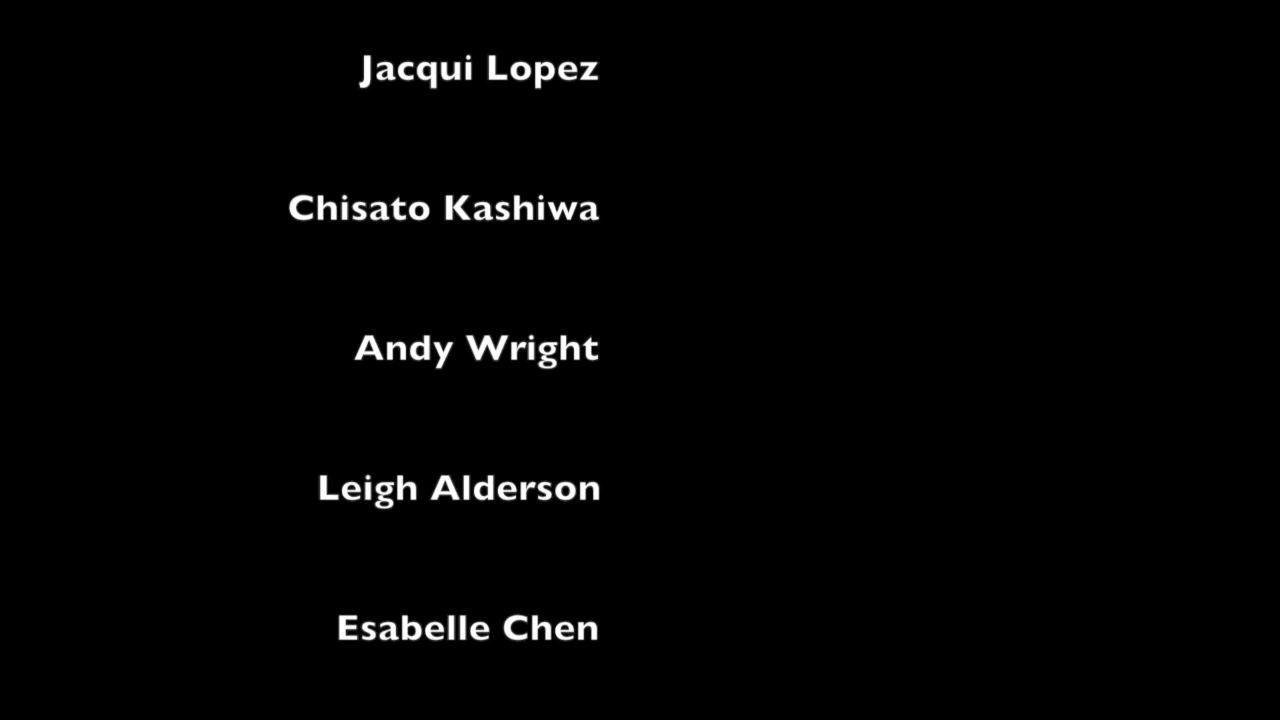 Jacqui Lopez
Chisato Kashiwa
Andy Wright
Leigh Alderson
Esabelle Chen